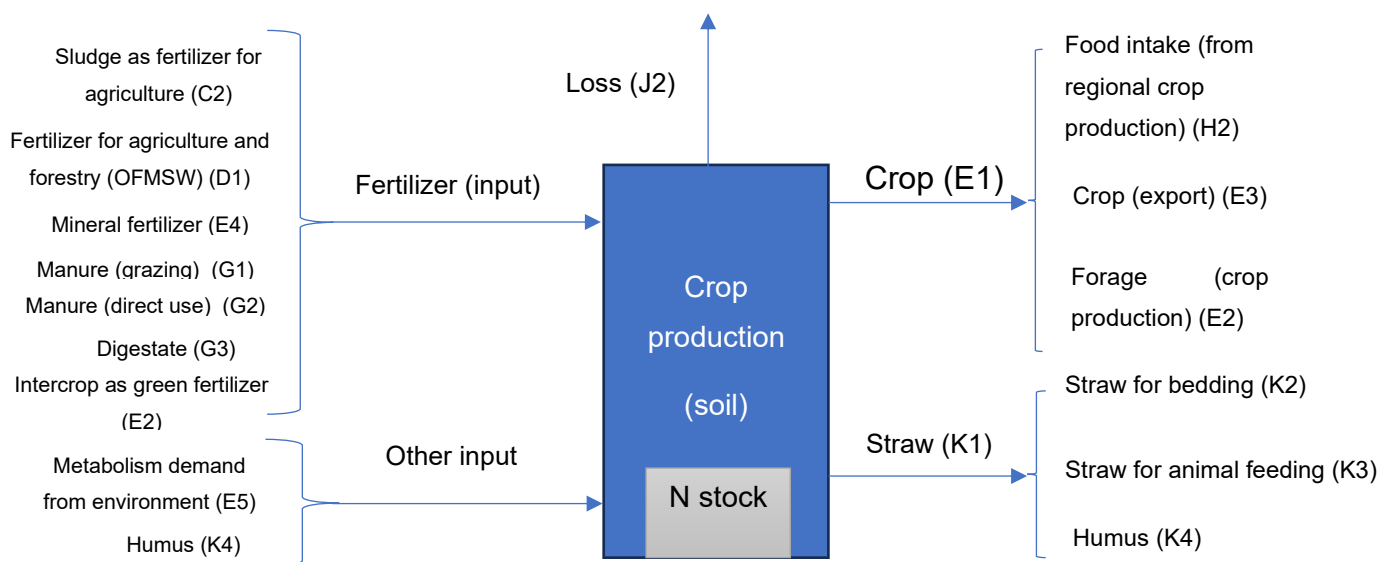 Sludge as fertilizer for
agriculture (C2)
Fertilizer for agriculture and
forestry (OFMSW) (D1)
Mineral fertilizer (E4)
Manure (grazing) (G1)
Manure (direct use) (G2)
Digestate (G3)
Intercrop as green fertilizer
(E2)
Metabolism demand
from environment (E5)
Humus (K4)
Fertilizer (input)
Other input
Loss (J2)
Crop
production
(soil)
N stock
Crop (E1)
Straw (K1)
Food intake (from
regional crop
production) (H2)
Crop (export) (E3)
Forage (crop
production) (E2)
Straw for bedding (K2)
Straw for animal feeding (K3)
Humus (K4)